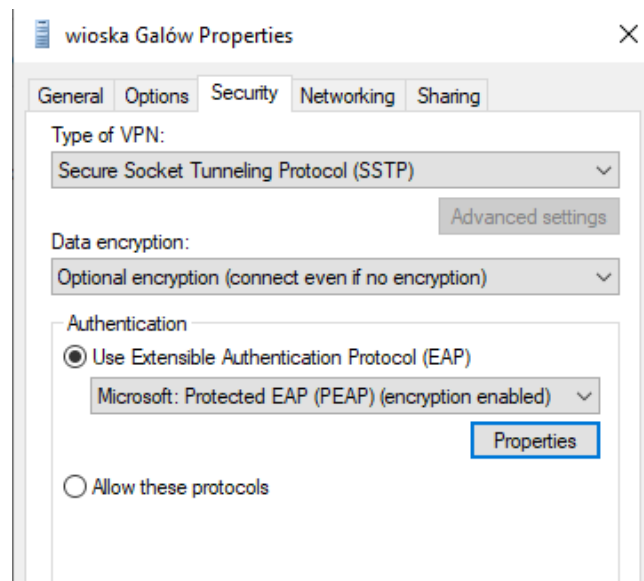 wioska Galów Properties
General Options Security Networking Sharing
Type of VPN:
Secure Socket Tunneling Protocol (SSTP)
Advanced settings
Data encryption:
Optional encryption (connect even if no encryption)
Authentication
Use Extensible Authentication Protocol (EAP)
Microsoft: Protected EAP (PEAP) (encryption enabled)
Properties
Allow these protocols